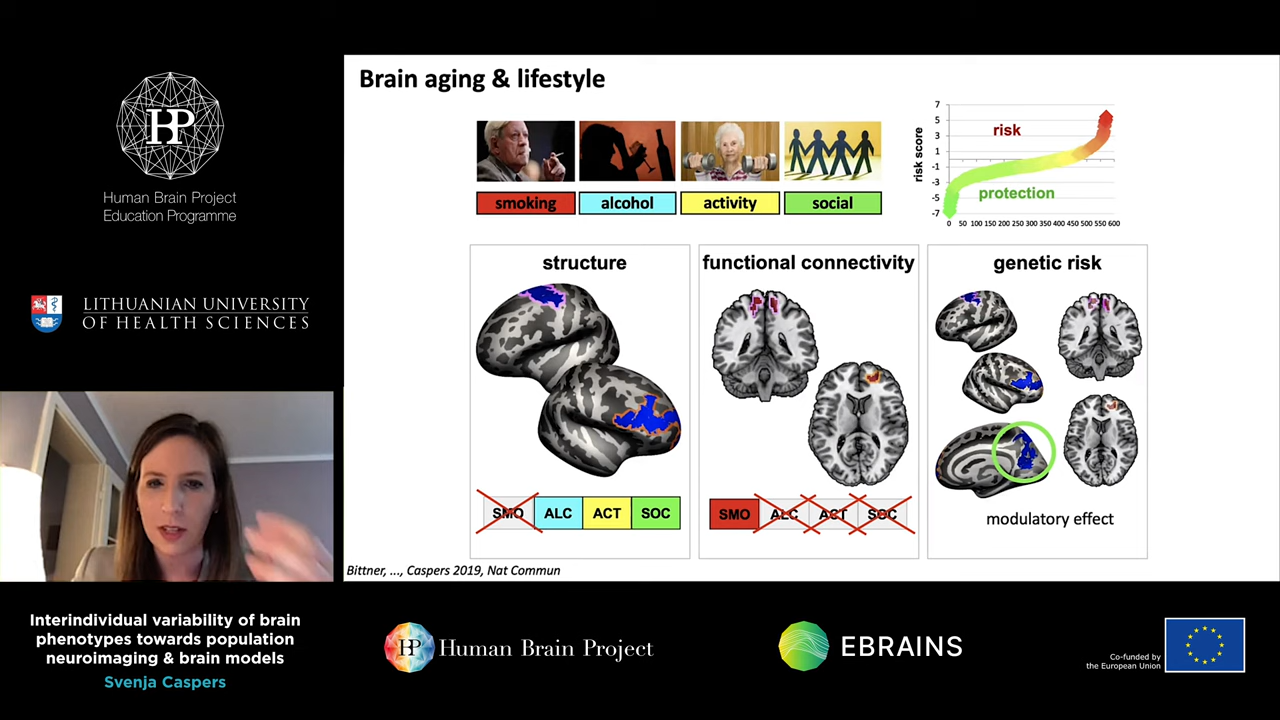 HP
Human Brain Project
Education Programme
LITHUANIAN UNIVERSITY
OF HEALTH SCIENCES
Brain aging & lifestyle
smoking
alcohol
activity
social
risk score
7
5
3
1
-1
-3
-5
-7
risk
protection
0 50 100 150 200 250 300 350 400 450 500 550 600
structure
SMO
ALC
ACT
SOC
functional connectivity
SMO
ALC
ACT
SOC
genetic risk
modulatory effect
Bittner, ..., Caspers 2019, Nat Commun
Interindividual variability of brain
phenotypes towards population
neuroimaging & brain models
Svenja Caspers
HP
Human Brain Project
EBRAINS
Co-funded by
the European Union